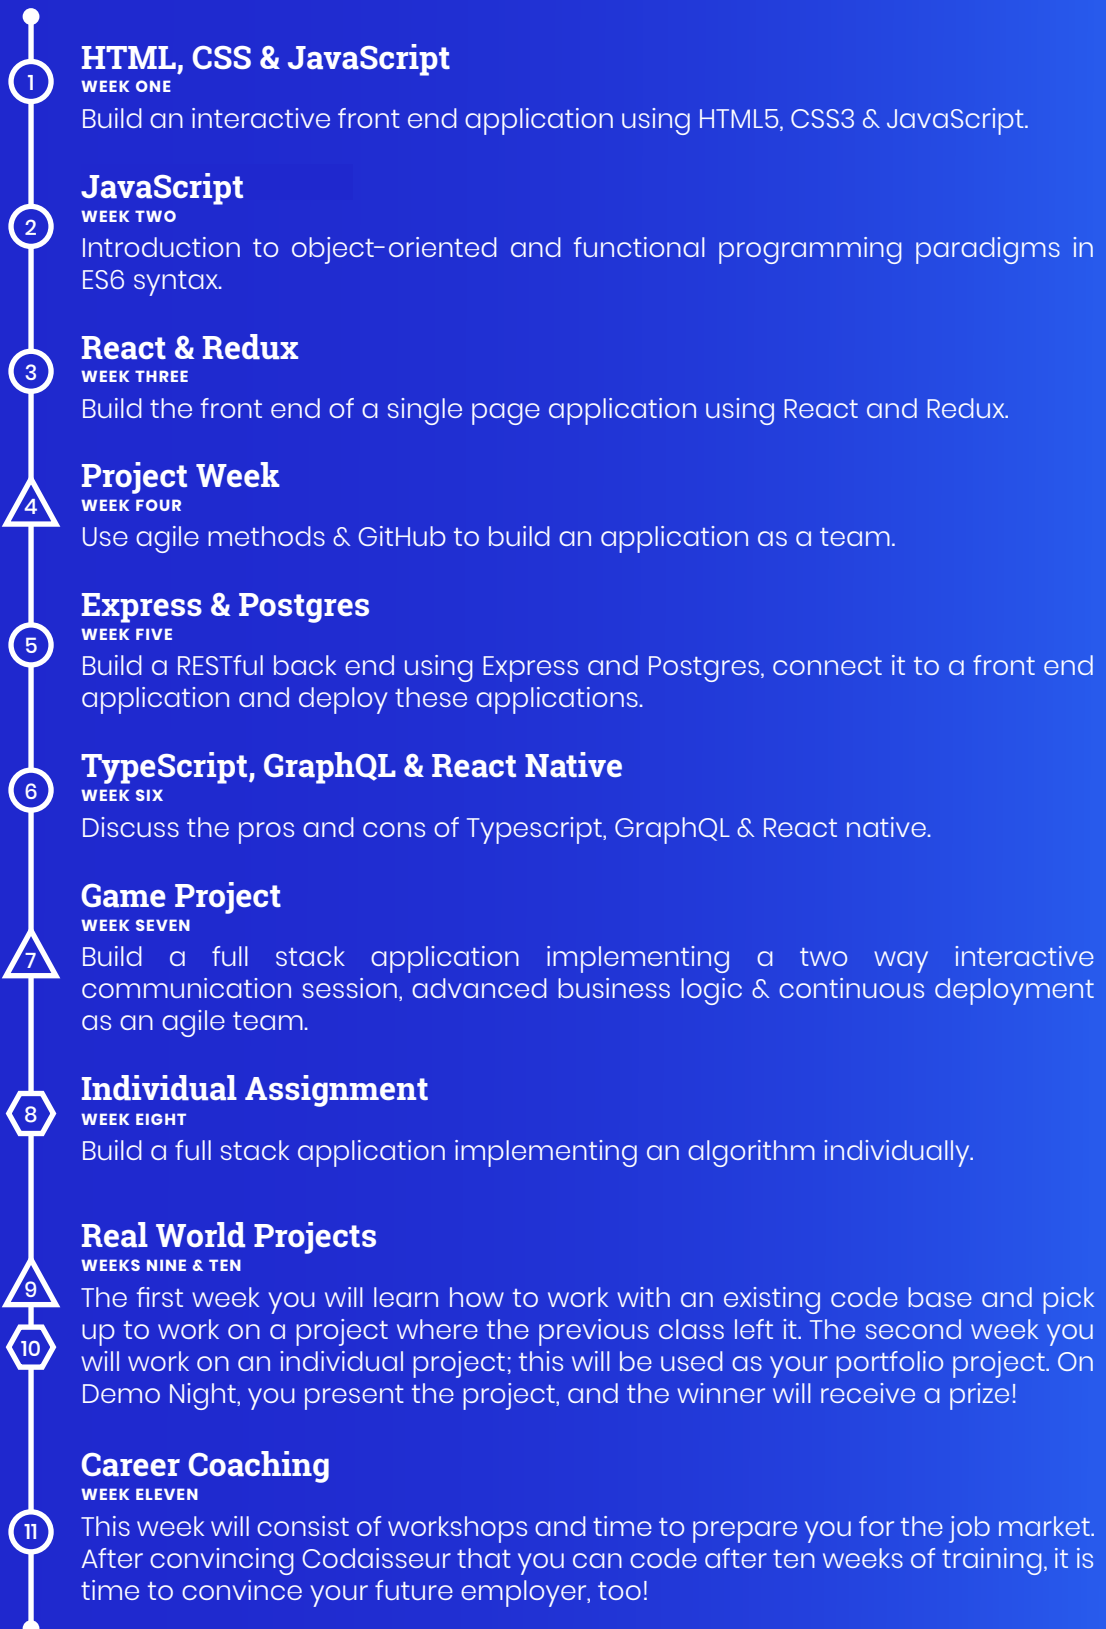 HTML, CSS & JavaScript
1
WEEK ONE
Build an interactive front end application using HTML5, CSS3 & JavaScript.
JavaScript
WEEK TWO
2
Introduction to object-oriented and functional programming paradigms in
ES6 syntax.
React & Redux
3
WEEK THREE
Build the front end of a single page application using React and Redux.
Project Week
4
WEEK FOUR
Use agile methods & GitHub to build an application as a team.
Express & Postgres
WEEK FIVE
5
Build a RESTful back end using Express and Postgres, connect it to a front end
application and deploy these applications.
TypeScript, GraphQL & React Native
6
WEEK SIX
Discuss the pros and cons of Typescript, GraphQL & React native.
Game Project
WEEK SEVEN
7
Build a full stack application implementing a two way interactive
communication session, advanced business logic & continuous deployment
as an agile team.
Individual Assignment
8
WEEK EIGHT
Build a full stack application implementing an algorithm individually.
Real World Projects
WEEKS NINE & TEN
9
The first week you will learn how to work with an existing code base and pick
up to work on a project where the previous class left it. The second week you
10
will work on an individual project; this will be used as your portfolio project. On
Demo Night, you present the project, and the winner will receive a prize!
Career Coaching
WEEK ELEVEN
11
This week will consist of workshops and time to prepare you for the job market.
After convincing Codaisseur that you can code after ten weeks of training, it is
time to convince your future employer, too!